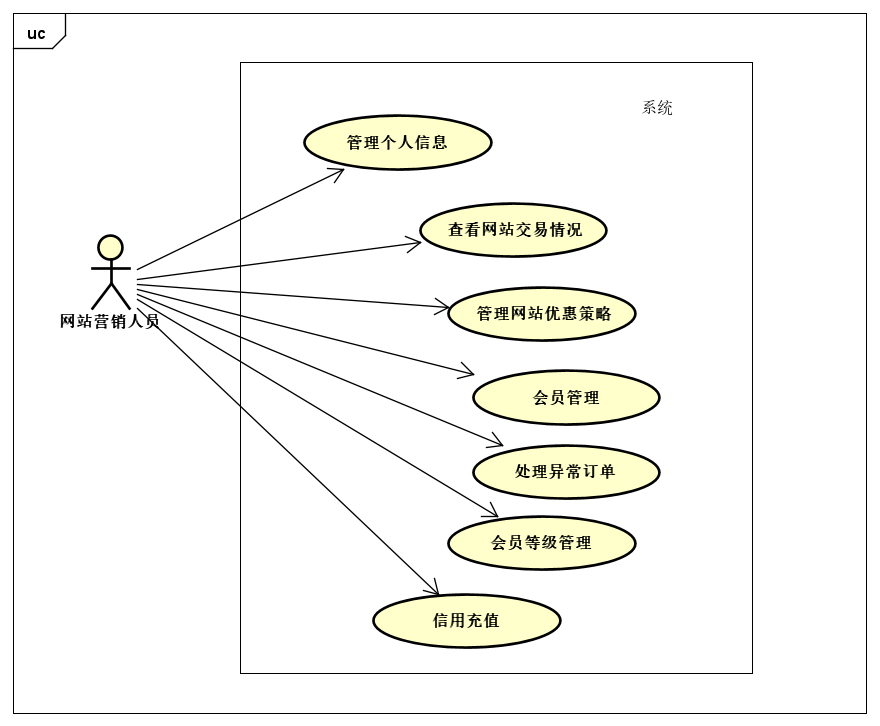 uc
系统
管理个人信息
查看网站交易情况
管理网站优惠策略
网站营销人员
会员管理
处理异常订单
会员等级管理
信用充值